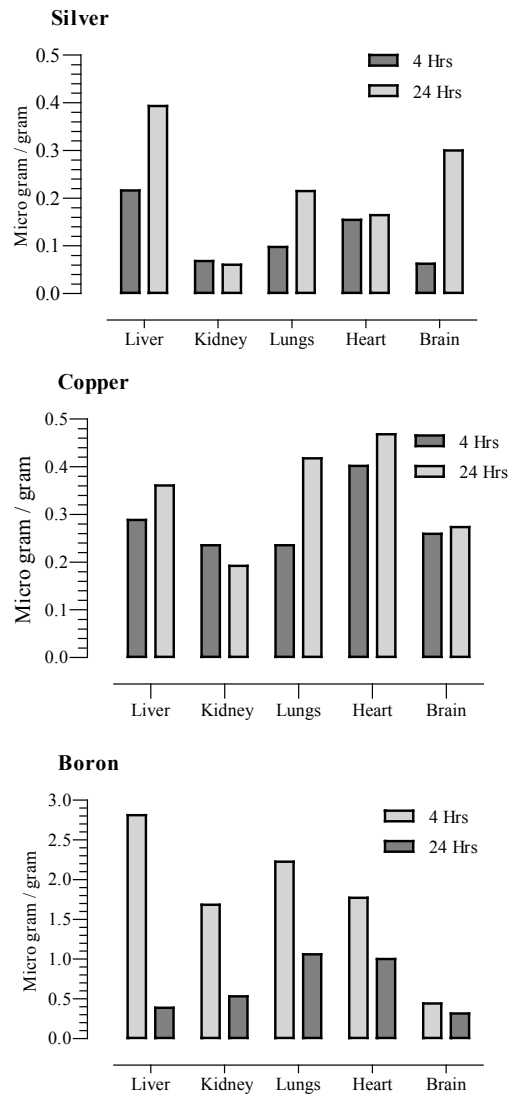 Silver
Micro gram / gram
0.5
0.4
0.3
0.2
0.1
0.0
4 Hrs
24 Hrs
Liver Kidney Lungs Heart Brain
Copper
Micro gram / gram
0.5
0.4
0.3
0.2
0.1
0.0
4 Hrs
24 Hrs
Liver Kidney Lungs Heart Brain
Boron
Micro gram / gram
3.0
2.5
2.0
1.5
1.0
0.5
0.0
4 Hrs
24 Hrs
Liver Kidney Lungs Heart Brain